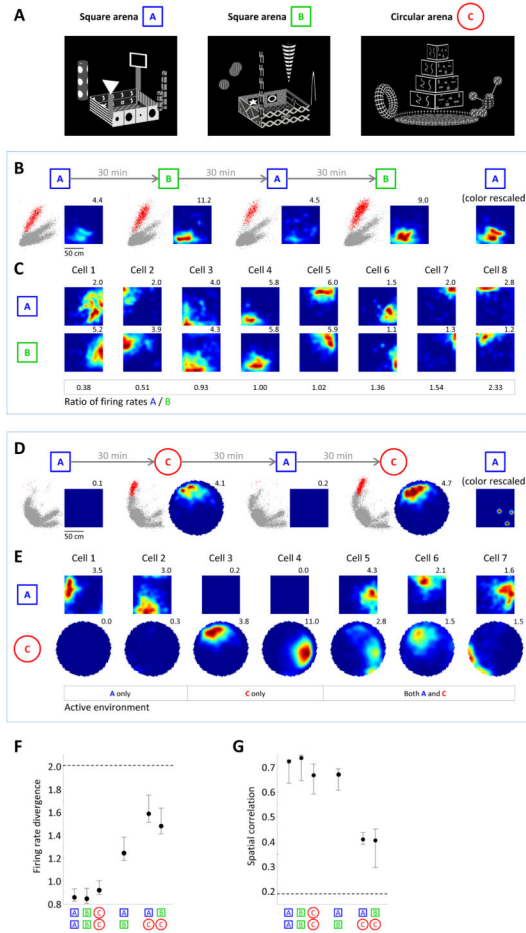 A Square arena A Square arena B Circular arena C
B A 30 min B 30 min A 30 min B A
(color rescaled)
4.4 11.2 4.5 9.0
50 cm
C Cell 1 Cell 2 Cell 3 Cell 4 Cell 5 Cell 6 Cell 7 Cell 8
2.0 2.0 4.0 5.8 6.0 1.5 2.0 2.8
A
5.2 3.9 4.3 5.8 5.9 1.1 1.3 1.2
B
0.38 0.51 0.93 1.00 1.02 1.36 1.54 2.33
Ratio of firing rates A / B
D A 30 min C 30 min A 30 min C A
(color rescaled)
0.1 4.1 0.2 4.7
50 cm
E Cell 1 Cell 2 Cell 3 Cell 4 Cell 5 Cell 6 Cell 7
3.5 3.0 0.2 0.0 4.3 2.1 1.6
A
0.0 0.3 3.8 11.0 2.8 1.5 1.5
C
A only C only Both A and C
Active environment
F G
Firing rate divergence
2.0
1.8
1.6
1.4
1.2
1.0
0.8
A B C A A B
A B C B C C
Spatial correlation
0.7
0.6
0.5
0.4
0.3
0.2
A B C A A B
A B C B C C